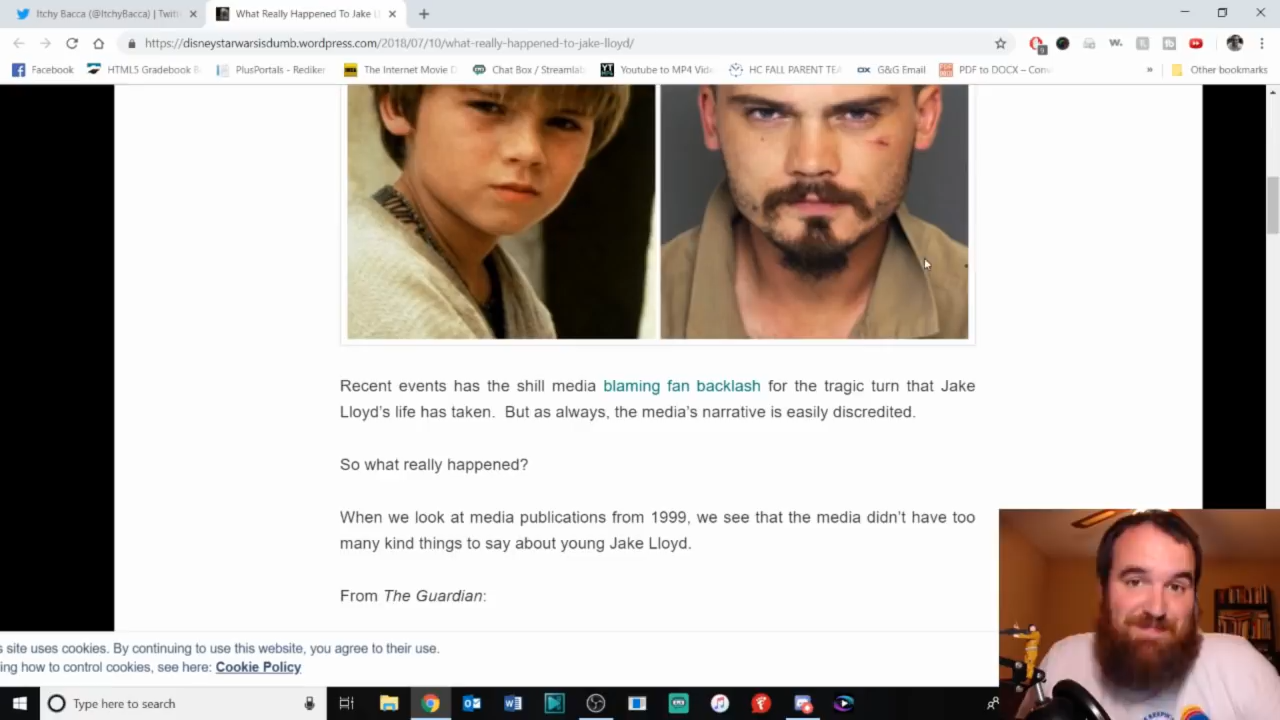 Itchy Bacca (@ItchyBacca) | Twitt
What Really Happened To Jake L
https://disneystarwarsisdumb.wordpress.com/2018/07/10/what-really-happened-to-jake-lloyd/
Facebook
HTML5 Gradebook
PlusPortals - Rediker
The Internet Movie D
Chat Box / Streamlab
Youtube to MP4 Vide
HC FALL PARENT TEA
G&G Email
PDF to DOCX – Conv
» Other bookmarks
Recent events has the shill media blaming fan backlash for the tragic turn that Jake
Lloyd's life has taken. But as always, the media's narrative is easily discredited.
So what really happened?
When we look at media publications from 1999, we see that the media didn't have too
many kind things to say about young Jake Lloyd.
From The Guardian:
s site uses cookies. By continuing to use this website, you agree to their use.
ing how to control cookies, see here: Cookie Policy
Type here to search